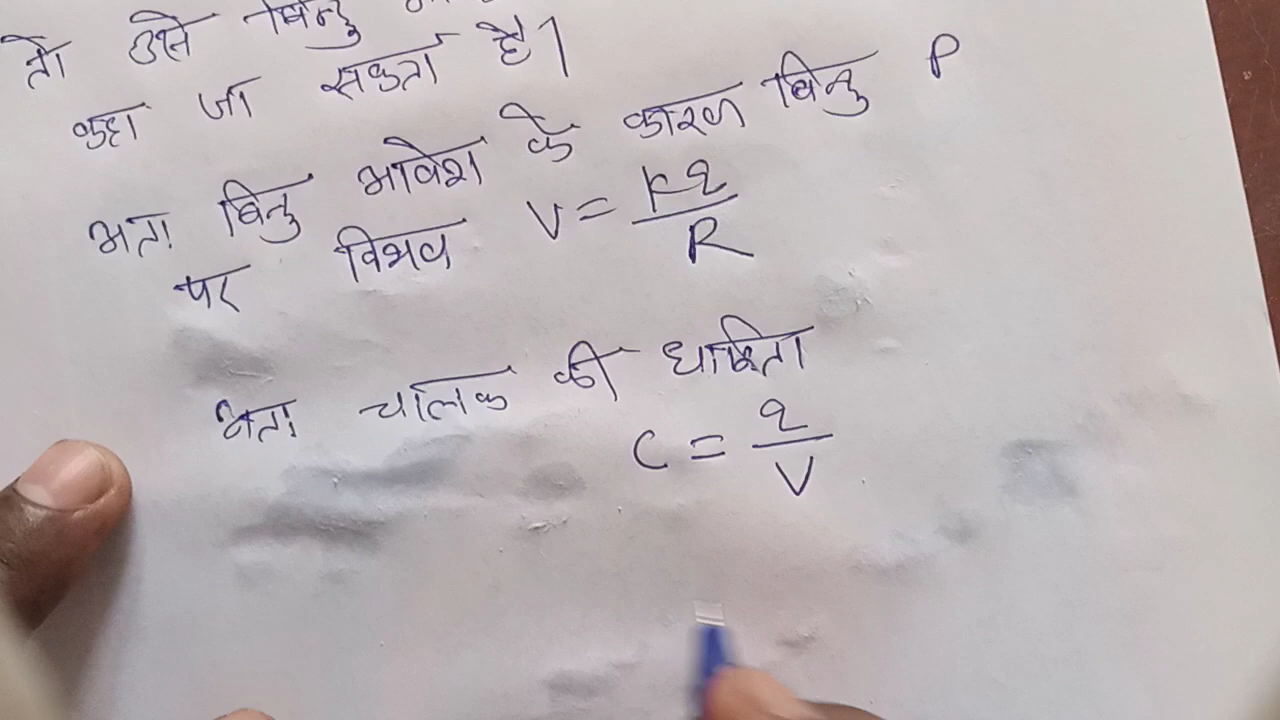 तो उसे बिन्दु
कहा जा सकता है।
अतः बिन्दु आवेश के कारण बिन्दु P
पर विभव V = Kq/R
अतः चालक की धारिता
C = q/V